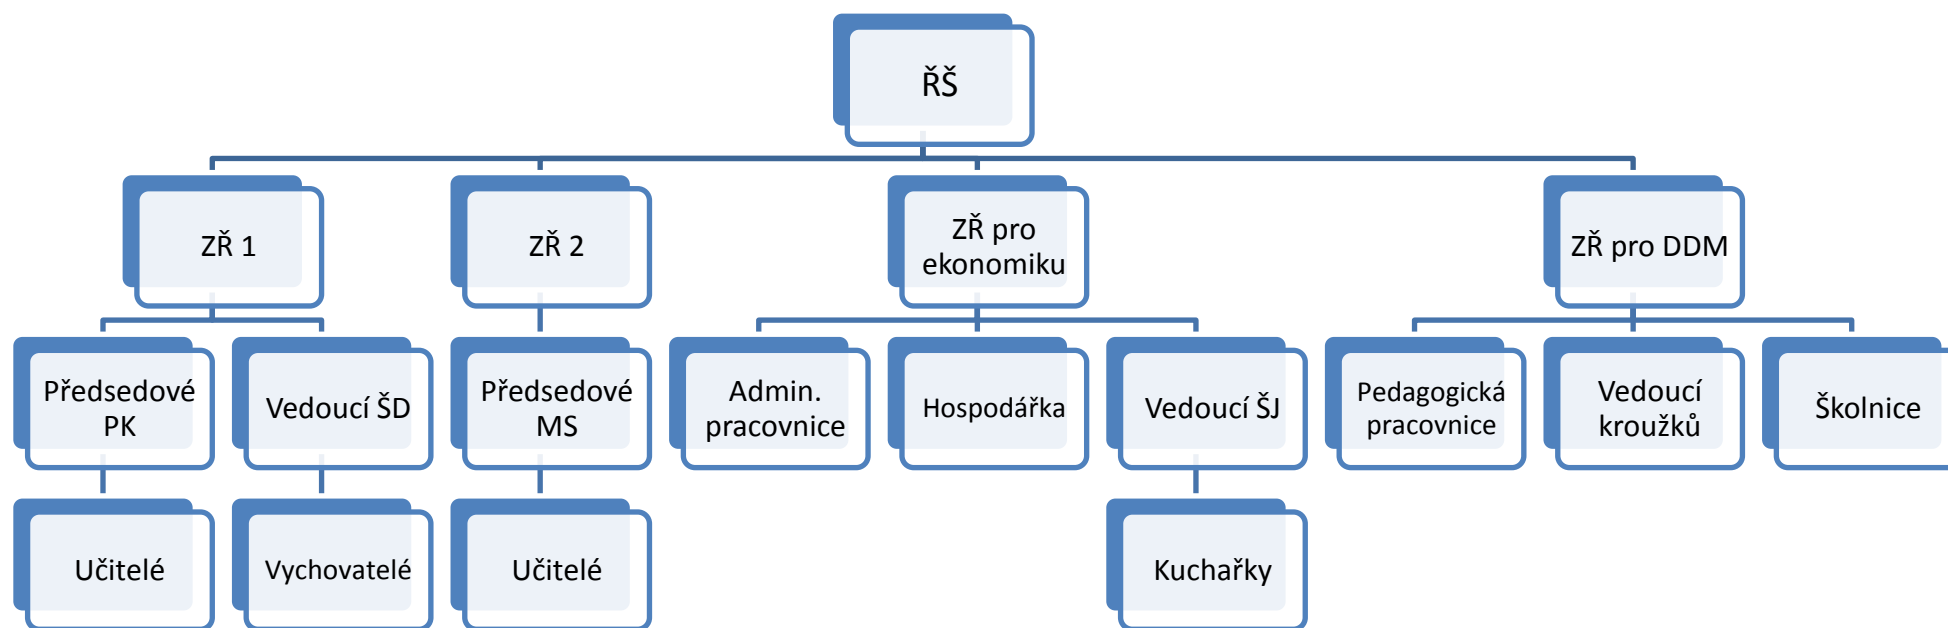 ŘŠ
ZŘ 1
ZŘ 2
ZŘ pro
ekonomiku
ZŘ pro DDM
Předsedové
PK
Vedoucí ŠD
Předsedové
MS
Admin.
pracovnice
Hospodářka
Vedoucí ŠJ
Pedagogická
pracovnice
Vedoucí
kroužků
Školnice
Učitelé
Vychovatelé
Učitelé
Kuchařky